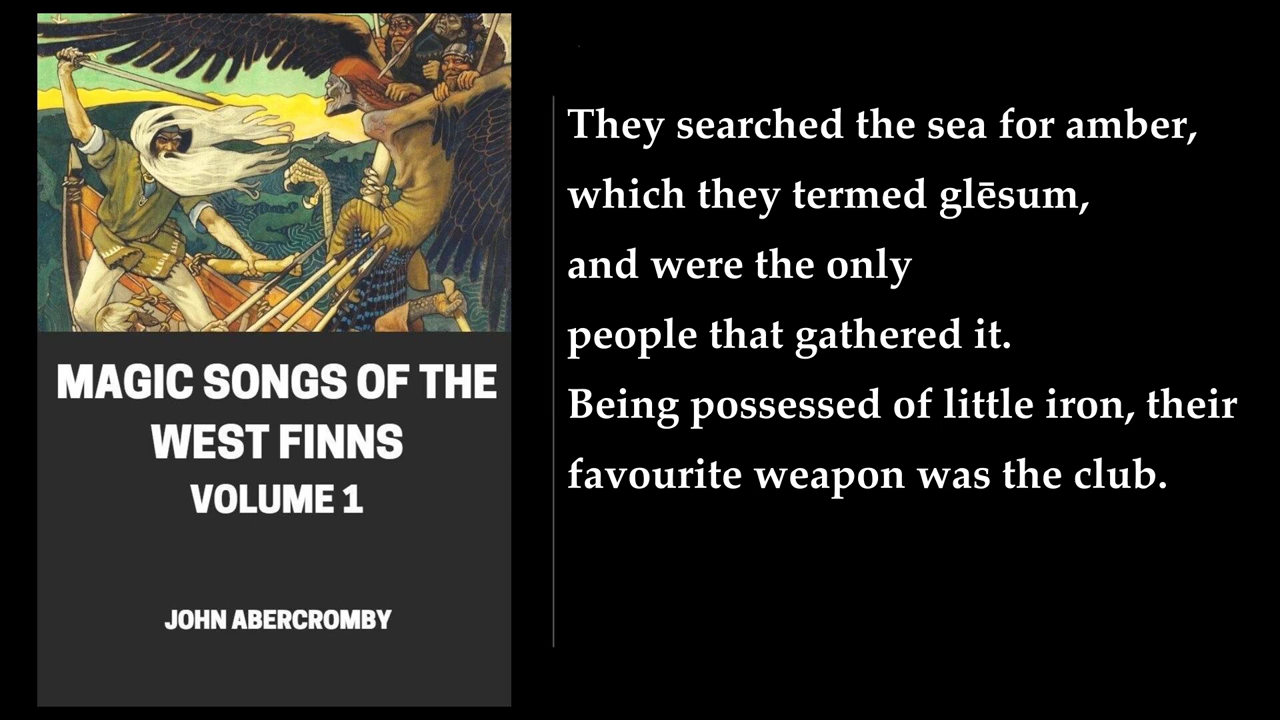 MAGIC SONGS OF THE
WEST FINNS
VOLUME 1
JOHN ABERCROMBY
They searched the sea for amber,
which they termed glēsum,
and were the only
people that gathered it.
Being possessed of little iron, their
favourite weapon was the club.